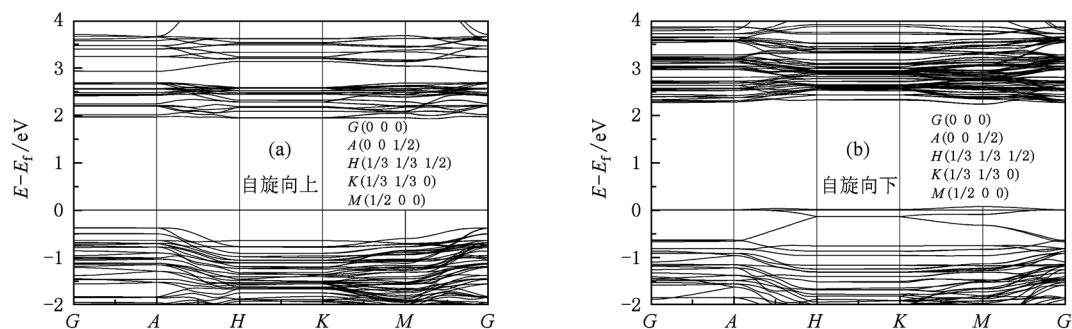 4
3
2
1
0
−1
−2
E−Ef /eV
G A H K M G
(a)
自旋向上
G(0 0 0)
A(0 0 1/2)
H(1/3 1/3 1/2)
K(1/3 1/3 0)
M(1/2 0 0)
4
3
2
1
0
−1
−2
E−Ef /eV
G A H K M G
(b)
自旋向下
G(0 0 0)
A(0 0 1/2)
H(1/3 1/3 1/2)
K(1/3 1/3 0)
M(1/2 0 0)